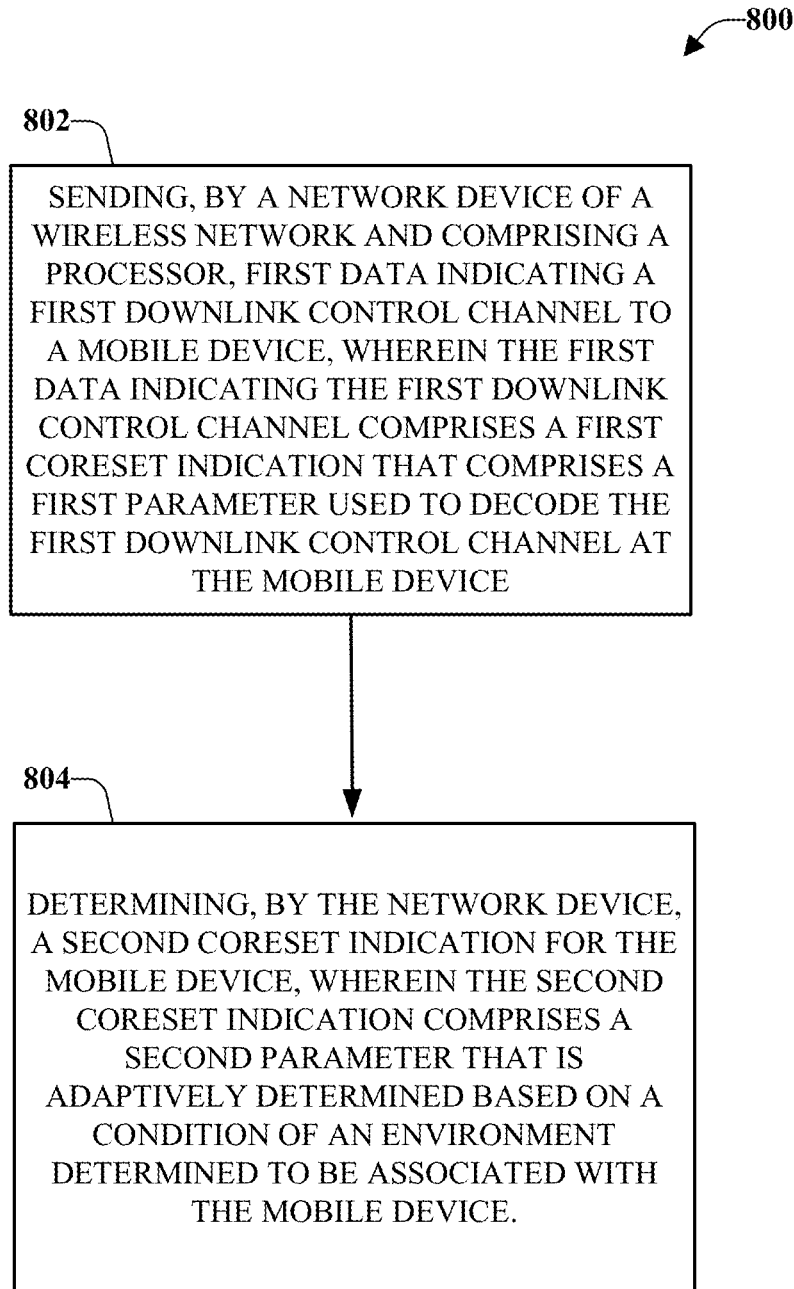 800
802
SENDING, BY A NETWORK DEVICE OF A
WIRELESS NETWORK AND COMPRISING A
PROCESSOR, FIRST DATA INDICATING A
FIRST DOWNLINK CONTROL CHANNEL TO
A MOBILE DEVICE, WHEREIN THE FIRST
DATA INDICATING THE FIRST DOWNLINK
CONTROL CHANNEL COMPRISES A FIRST
CORESET INDICATION THAT COMPRISES A
FIRST PARAMETER USED TO DECODE THE
FIRST DOWNLINK CONTROL CHANNEL AT
THE MOBILE DEVICE
804
DETERMINING, BY THE NETWORK DEVICE,
A SECOND CORESET INDICATION FOR THE
MOBILE DEVICE, WHEREIN THE SECOND
CORESET INDICATION COMPRISES A
SECOND PARAMETER THAT IS
ADAPTIVELY DETERMINED BASED ON A
CONDITION OF AN ENVIRONMENT
DETERMINED TO BE ASSOCIATED WITH
THE MOBILE DEVICE.